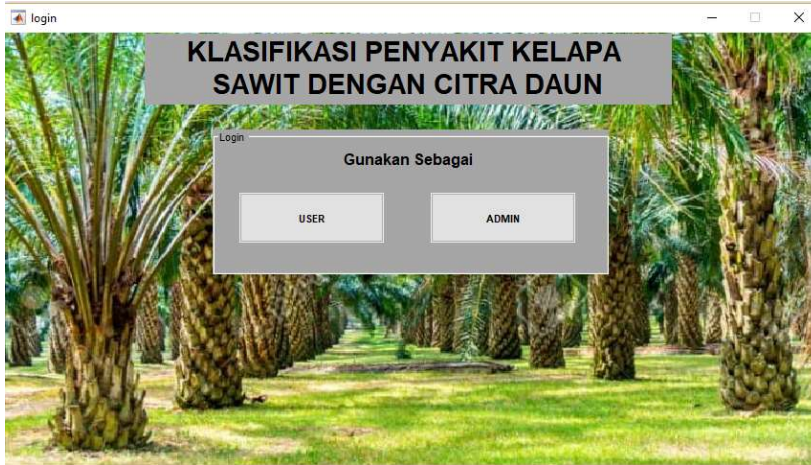 login
KLASIFIKASI PENYAKIT KELAPA
SAWIT DENGAN CITRA DAUN
Login
Gunakan Sebagai
USER
ADMIN